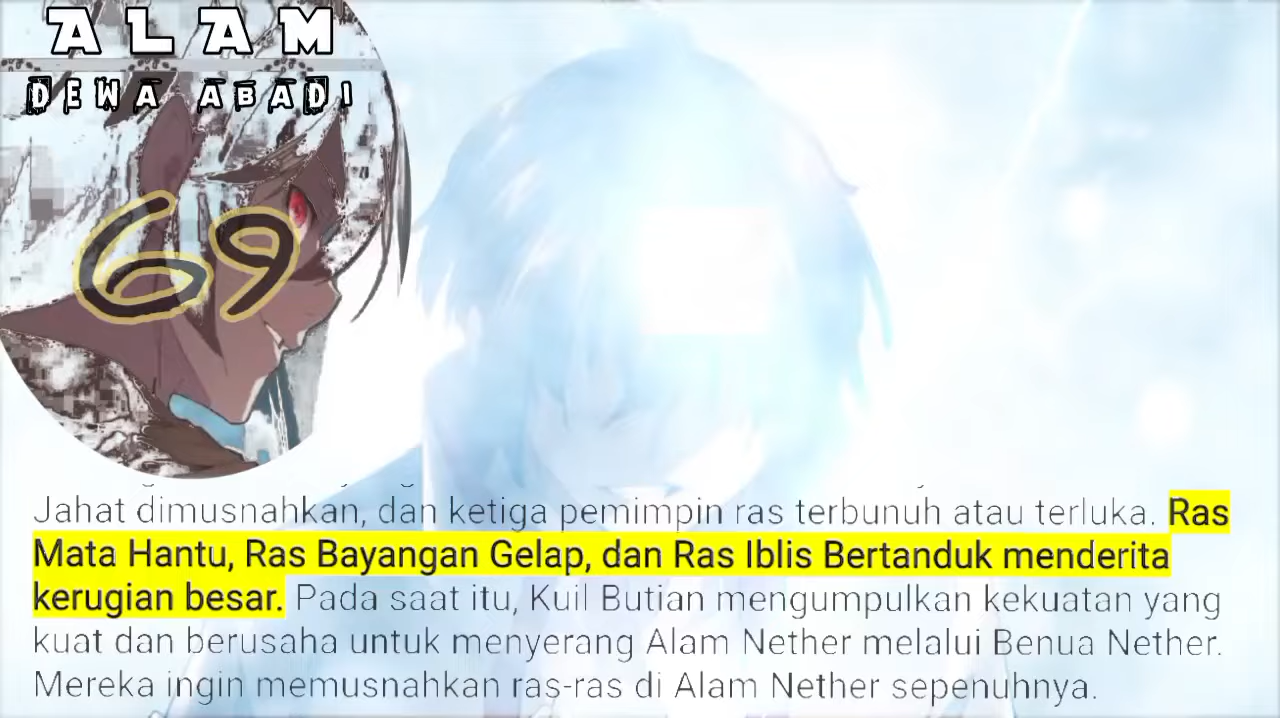 ALAM
DEWA ABADI
69
Jahat dimusnahkan, dan ketiga pemimpin ras terbunuh atau terluka. Ras
Mata Hantu, Ras Bayangan Gelap, dan Ras Iblis Bertanduk menderita
kerugian besar. Pada saat itu, Kuil Butian mengumpulkan kekuatan yang
kuat dan berusaha untuk menyerang Alam Nether melalui Benua Nether.
Mereka ingin memusnahkan ras-ras di Alam Nether sepenuhnya.